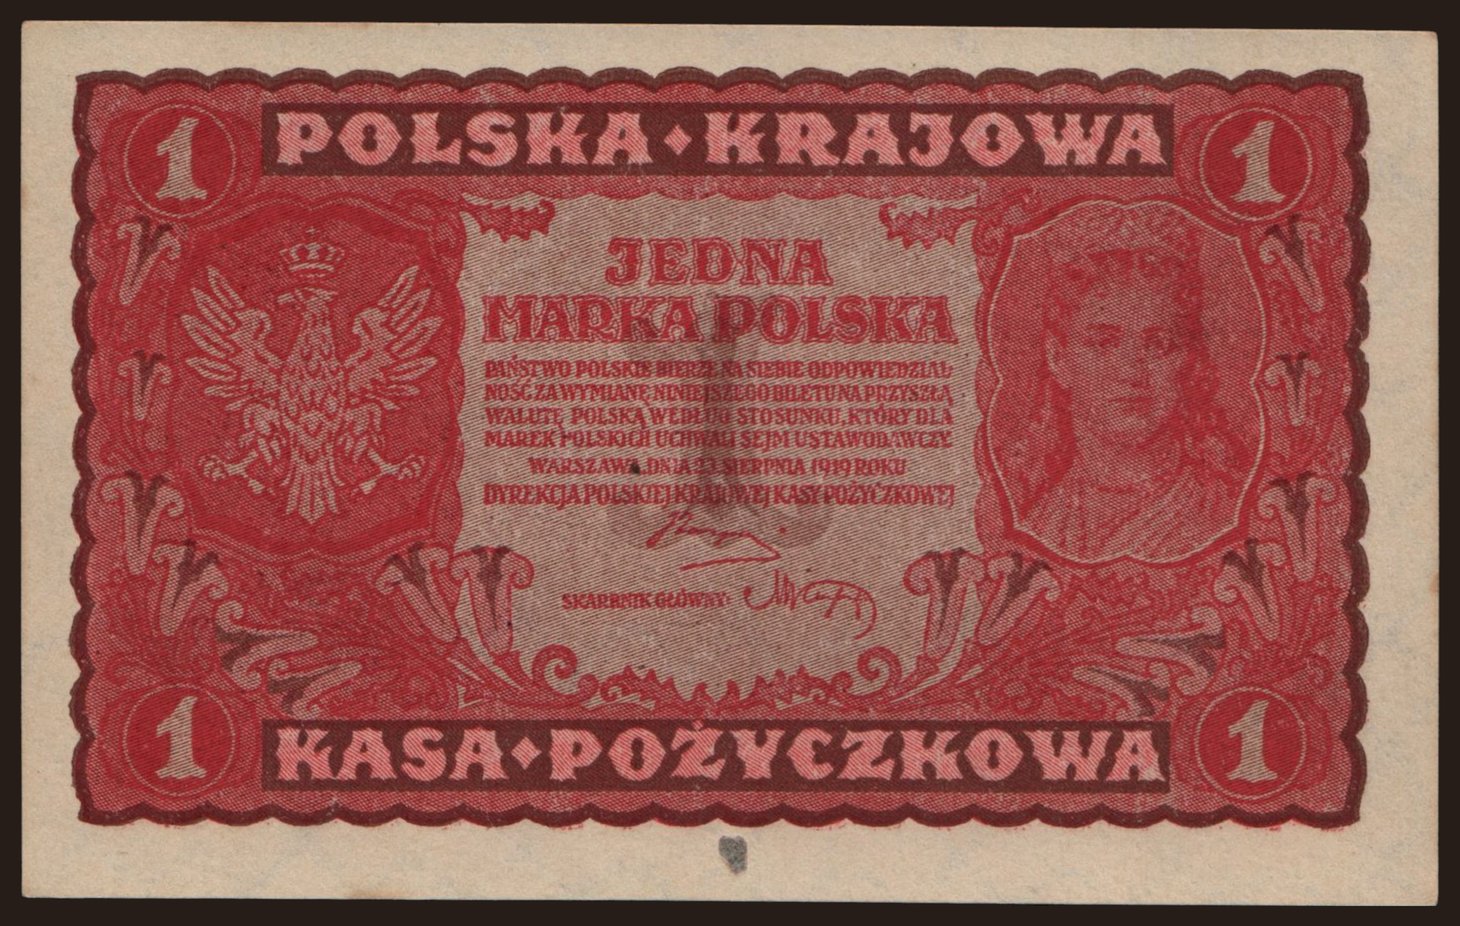 1 POLSKA KRAJOWA 1
JEDNA
MARKA POLSKA
PAŃSTWO POLSKIE BIERZE NA SIEBIE ODPOWIEDZIAL-
NOŚĆ ZA WYMIANĘ NINIEJSZEGO BILETU NA PRZYSZŁĄ
WALUTĘ POLSKĄ WEDŁUG STOSUNKU, KTÓRY DLA
MAREK POLSKICH UCHWALI SEJM USTAWODAWCZY.
WARSZAWA, DNIA 23 SIERPNIA 1919 ROKU
DYREKCJA POLSKIEJ KRAJOWEJ KASY POŻYCZKOWEJ
SKARBNIK GŁÓWNY:
1 KASA POŻYCZKOWA 1